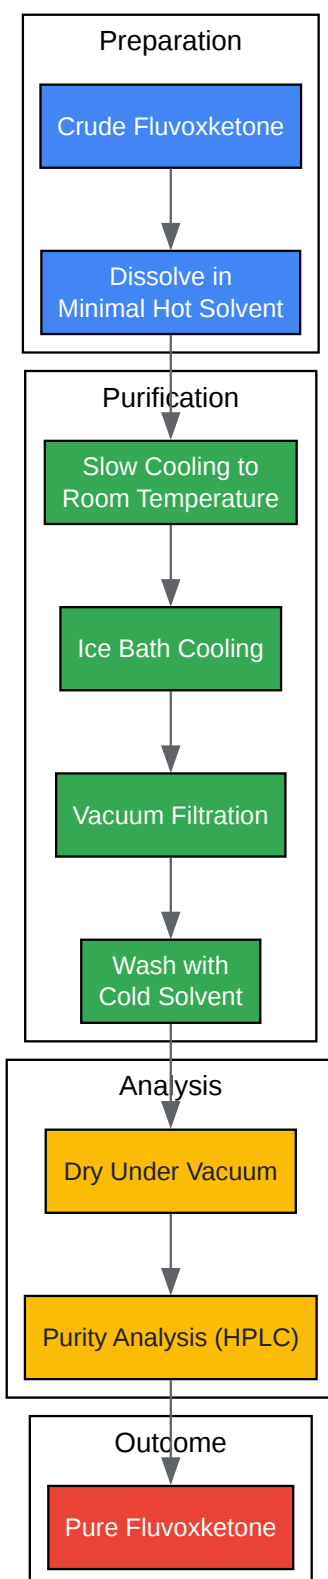 Preparation
Crude Fluvoxketone
Dissolve in
Minimal Hot Solvent
Purification
Slow Cooling to
Room Temperature
Ice Bath Cooling
Vacuum Filtration
Wash with
Cold Solvent
Analysis
Dry Under Vacuum
Purity Analysis (HPLC)
Outcome
Pure Fluvoxketone